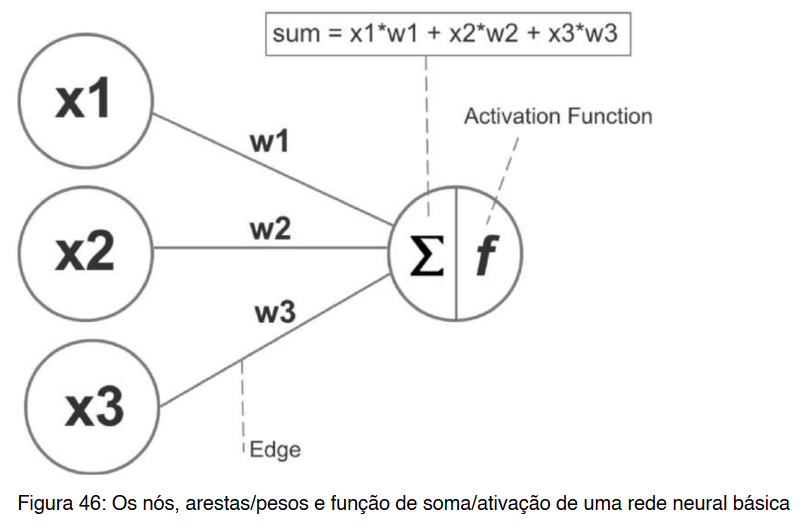 sum = x1*w1 + x2*w2 + x3*w3
Activation Function
x1
w1
x2
w2
Σ f
w3
x3
Edge
Figura 46: Os nós, arestas/pesos e função de soma/ativação de uma rede neural básica